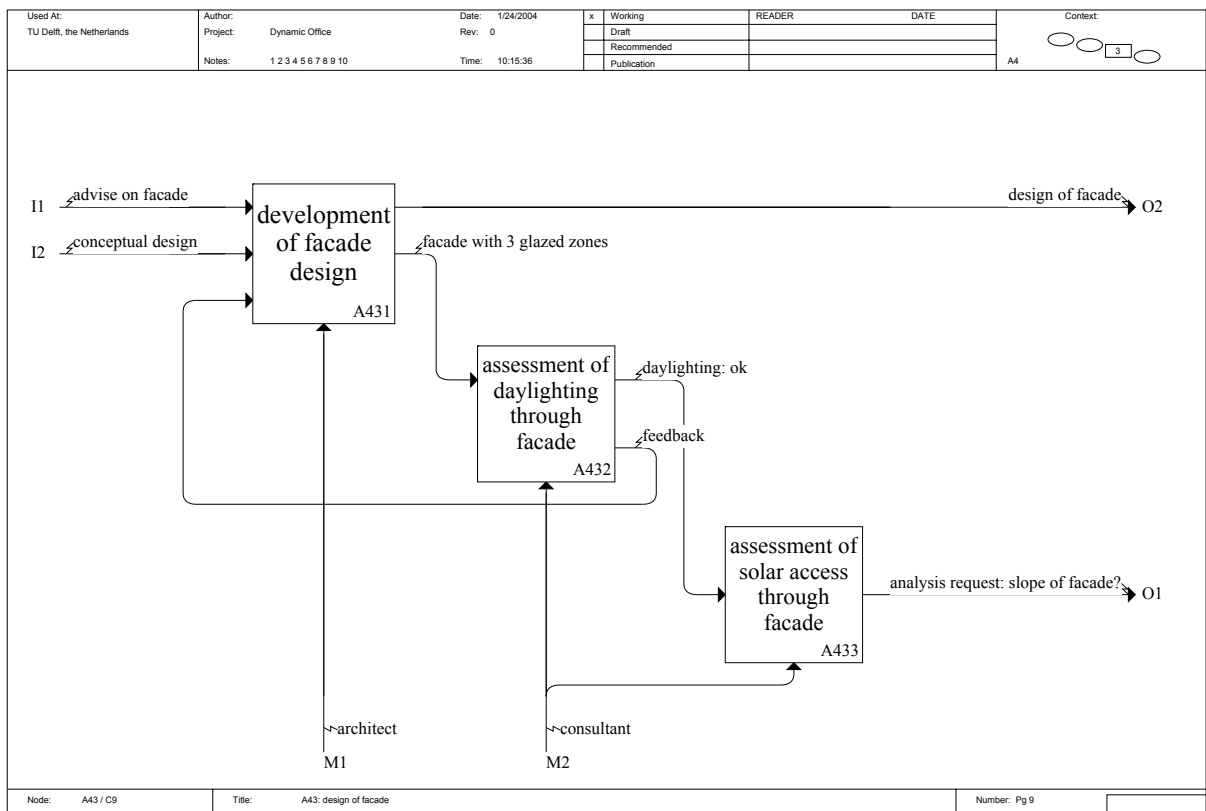 Used At:
TU Delft, the Netherlands
Author:
Project: Dynamic Office
Notes: 1 2 3 4 5 6 7 8 9 10
Date: 1/24/2004
Rev: 0
Time: 10:15:36
x Working
Draft
Recommended
Publication
READER DATE
Context:
3
A4
I1 advise on facade
I2 conceptual design
development
of facade
design
A431
design of facade O2
facade with 3 glazed zones
assessment of
daylighting
through
facade
A432
daylighting: ok
feedback
assessment of
solar access
through
facade
A433
analysis request: slope of facade? O1
architect
M1
consultant
M2
Node: A43 / C9
Title: A43: design of facade
Number: Pg 9